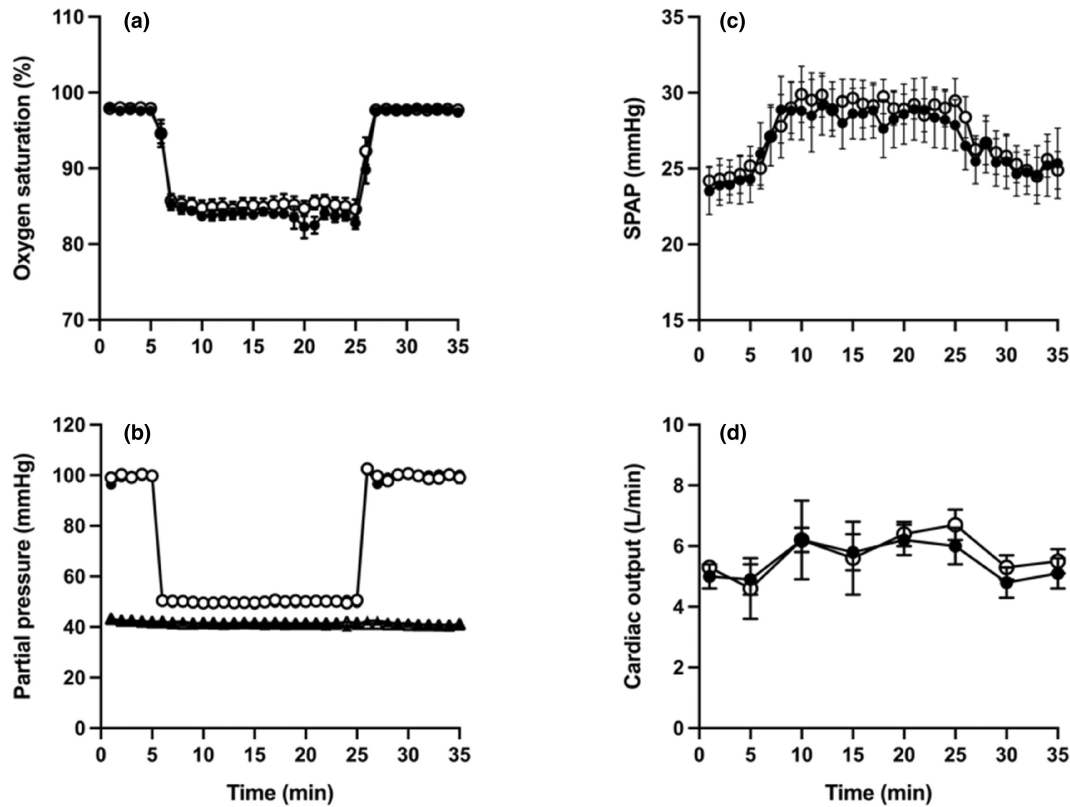 (a)
Oxygen saturation (%)
110
100
90
80
70
0 5 10 15 20 25 30 35
(c)
SPAP (mmHg)
35
30
25
20
15
0 5 10 15 20 25 30 35
(b)
Partial pressure (mmHg)
120
100
80
60
40
20
0
0 5 10 15 20 25 30 35
Time (min)
(d)
Cardiac output (L/min)
10
8
6
4
2
0
0 5 10 15 20 25 30 35
Time (min)